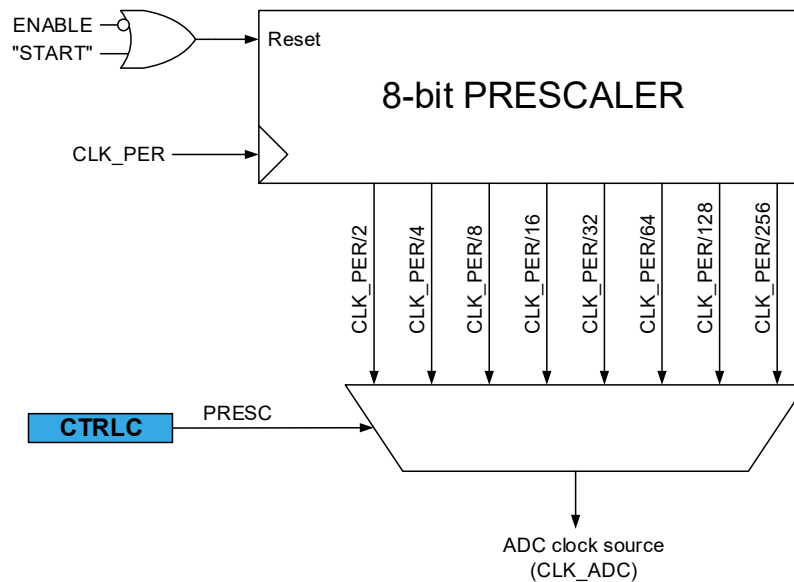 ENABLE
"START"
Reset
8-bit PRESCALER
CLK_PER
CLK_PER/2
CLK_PER/4
CLK_PER/8
CLK_PER/16
CLK_PER/32
CLK_PER/64
CLK_PER/128
CLK_PER/256
CTRLC
PRESC
ADC clock source
(CLK_ADC)